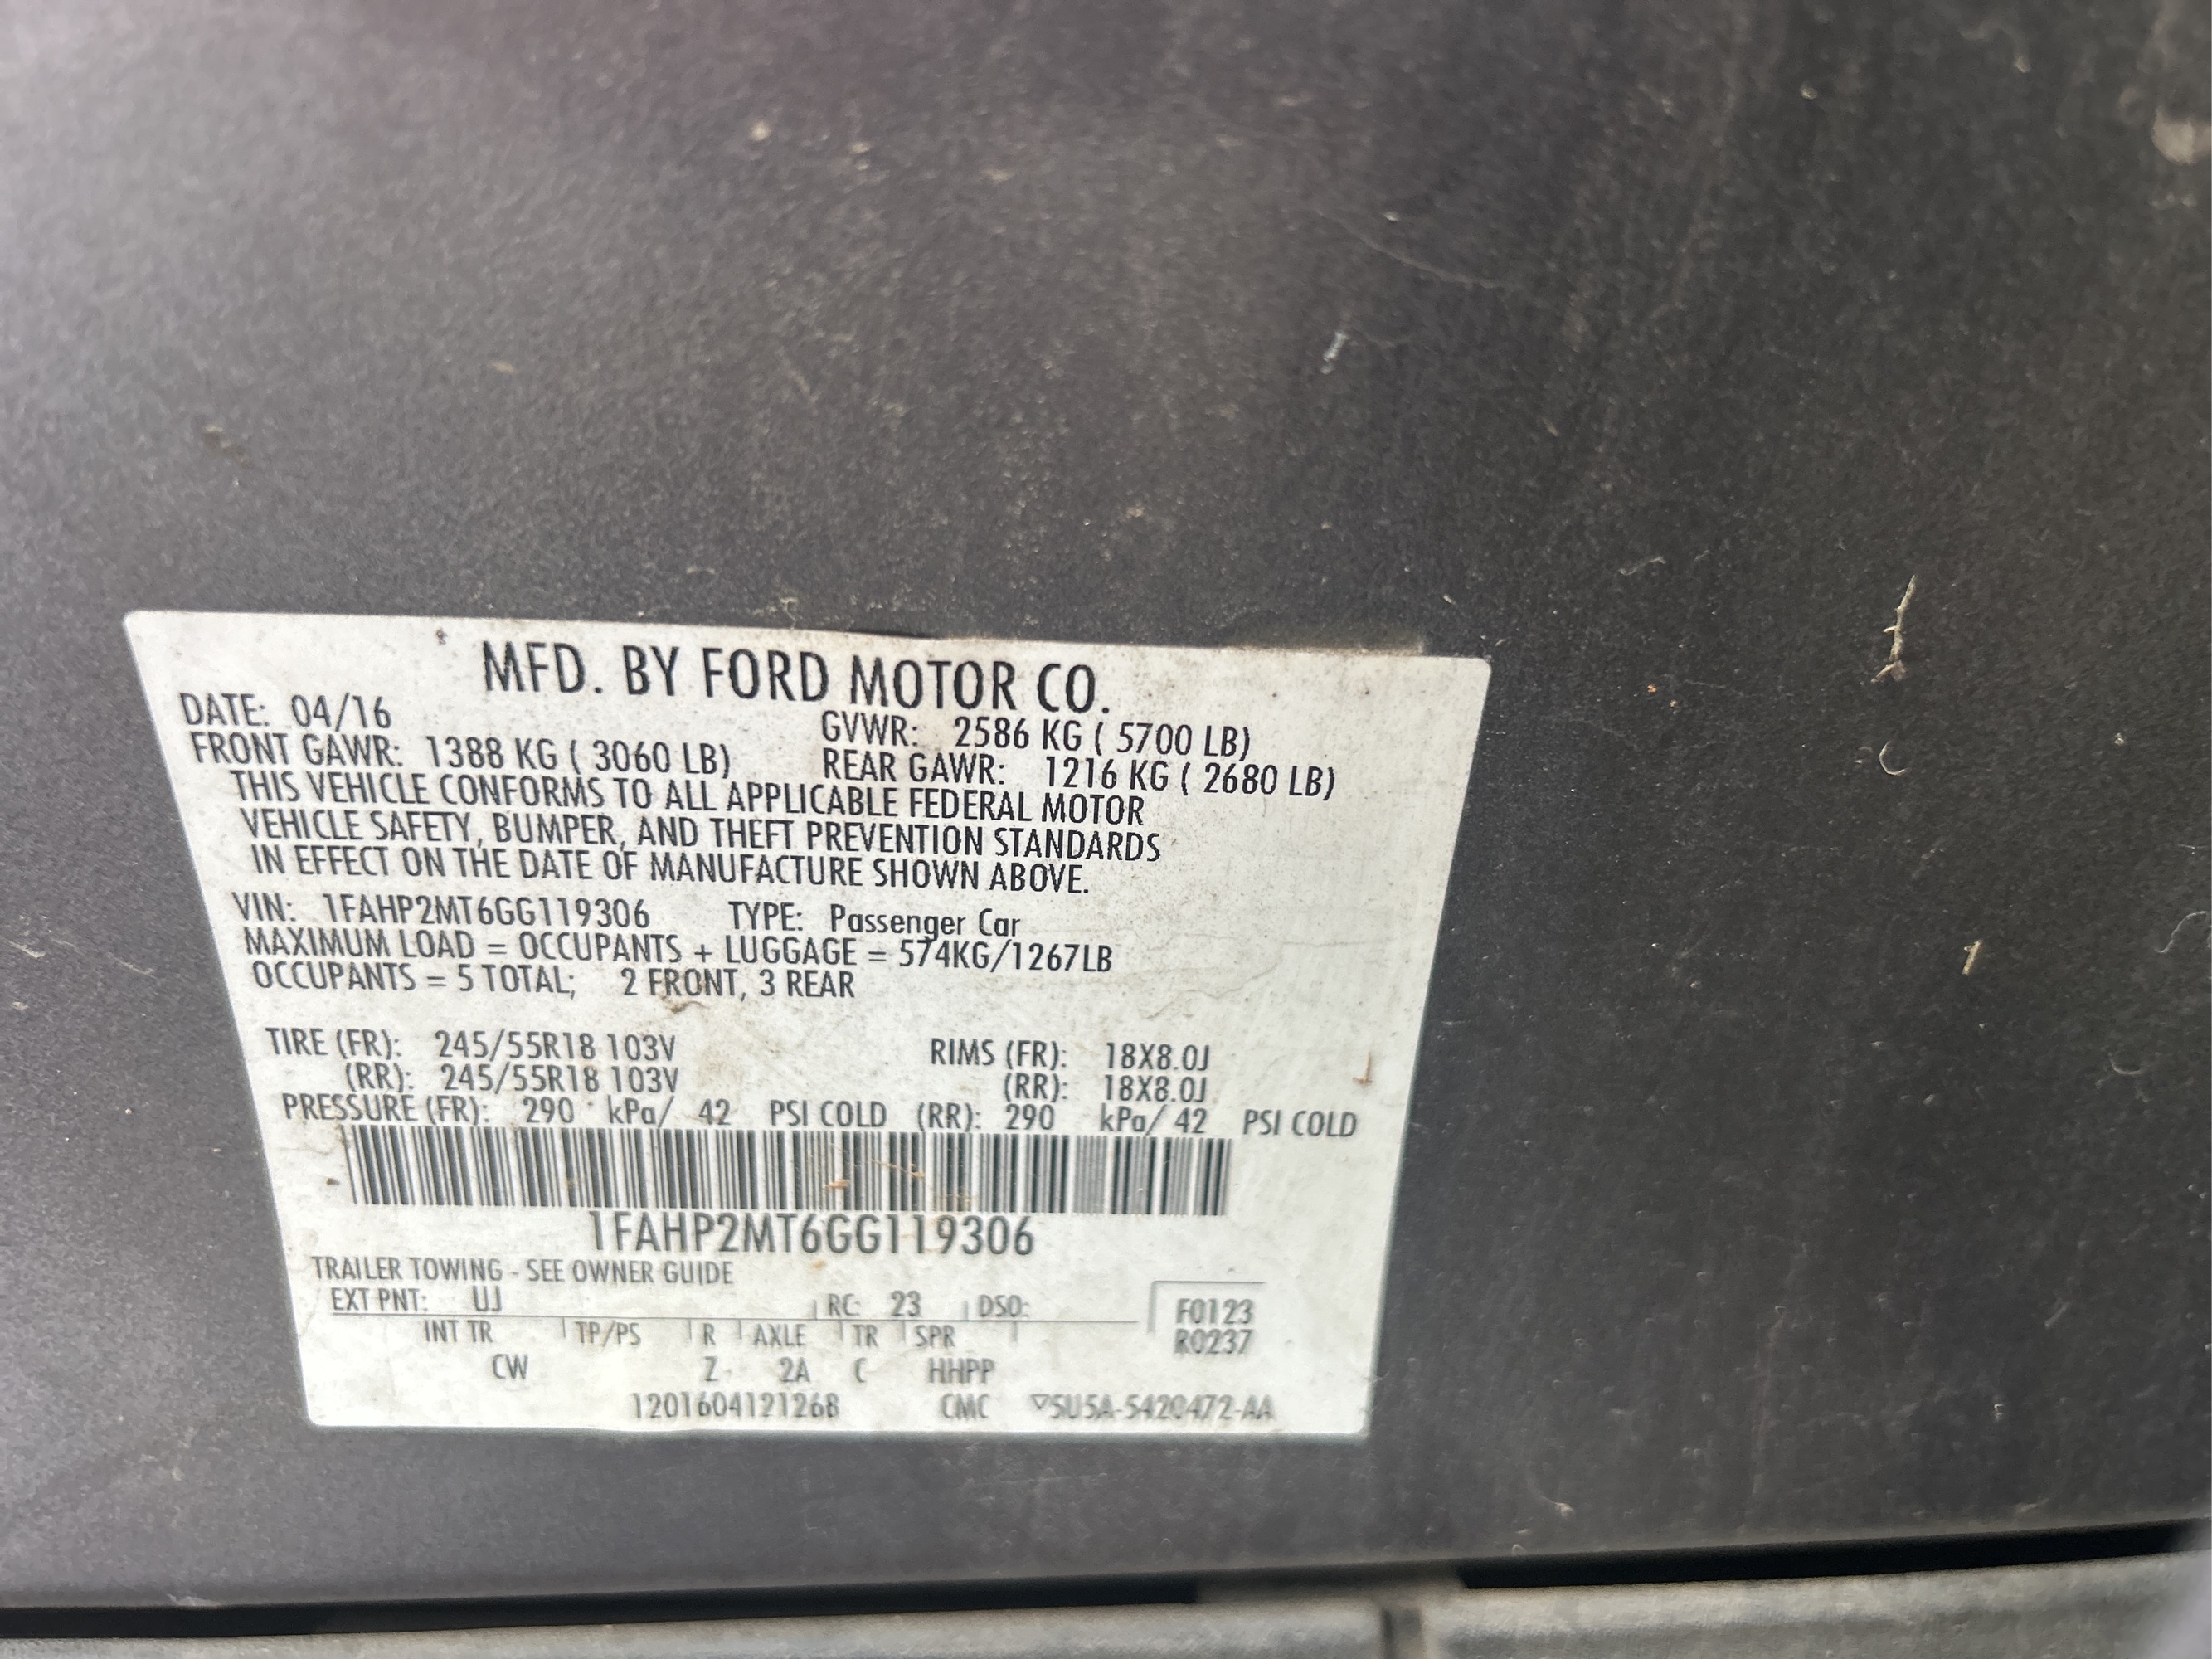 MFD. BY FORD MOTOR CO.
DATE: 04/16 GVWR: 2586 KG ( 5700 LB)
FRONT GAWR: 1388 KG ( 3060 LB) REAR GAWR: 1216 KG ( 2680 LB)
THIS VEHICLE CONFORMS TO ALL APPLICABLE FEDERAL MOTOR
VEHICLE SAFETY, BUMPER, AND THEFT PREVENTION STANDARDS
IN EFFECT ON THE DATE OF MANUFACTURE SHOWN ABOVE.
VIN: 1FAHP2MT6GG119306 TYPE: Passenger Car
MAXIMUM LOAD = OCCUPANTS + LUGGAGE = 574KG/1267LB
OCCUPANTS = 5 TOTAL; 2 FRONT, 3 REAR
TIRE (FR): 245/55R18 103V RIMS (FR): 18X8.0J
(RR): 245/55R18 103V (RR): 18X8.0J
PRESSURE (FR): 290 kPa/ 42 PSI COLD (RR): 290 kPa/ 42 PSI COLD
1FAHP2MT6GG119306
TRAILER TOWING - SEE OWNER GUIDE
EXT PNT: UJ RC: 23 DSO: F0123
INT TR TP/PS R AXLE TR SPR R0237
CW Z 2A C HHPP
1201604121268 CMC ▽5U5A-5420472-AA